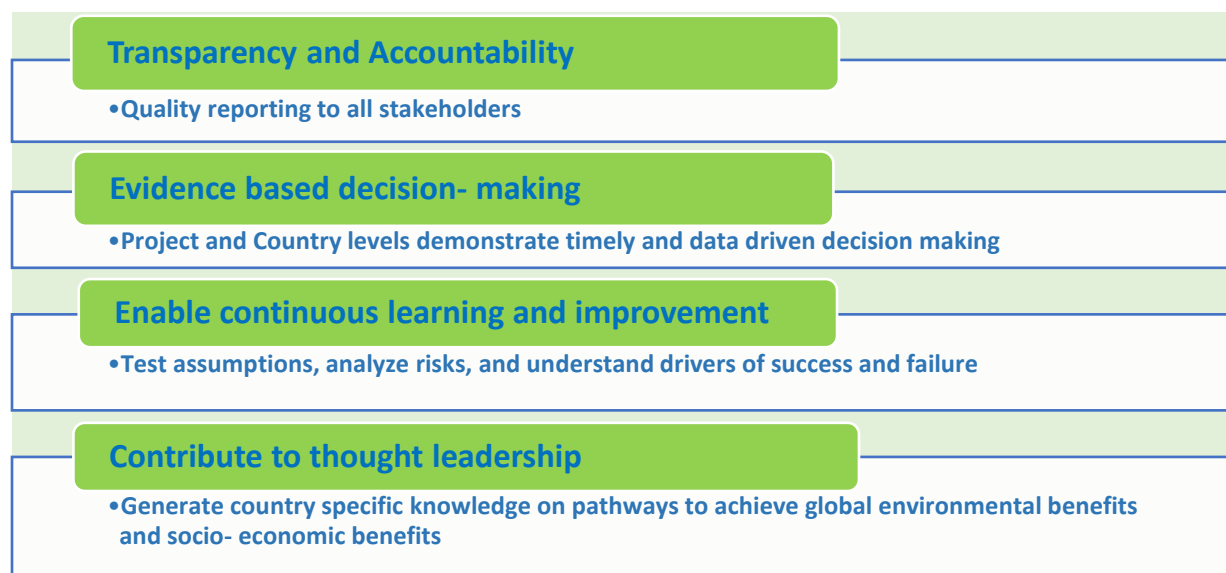 Transparency and Accountability
•Quality reporting to all stakeholders
Evidence based decision- making
•Project and Country levels demonstrate timely and data driven decision making
Enable continuous learning and improvement
•Test assumptions, analyze risks, and understand drivers of success and failure
Contribute to thought leadership
•Generate country specific knowledge on pathways to achieve global environmental benefits
and socio- economic benefits